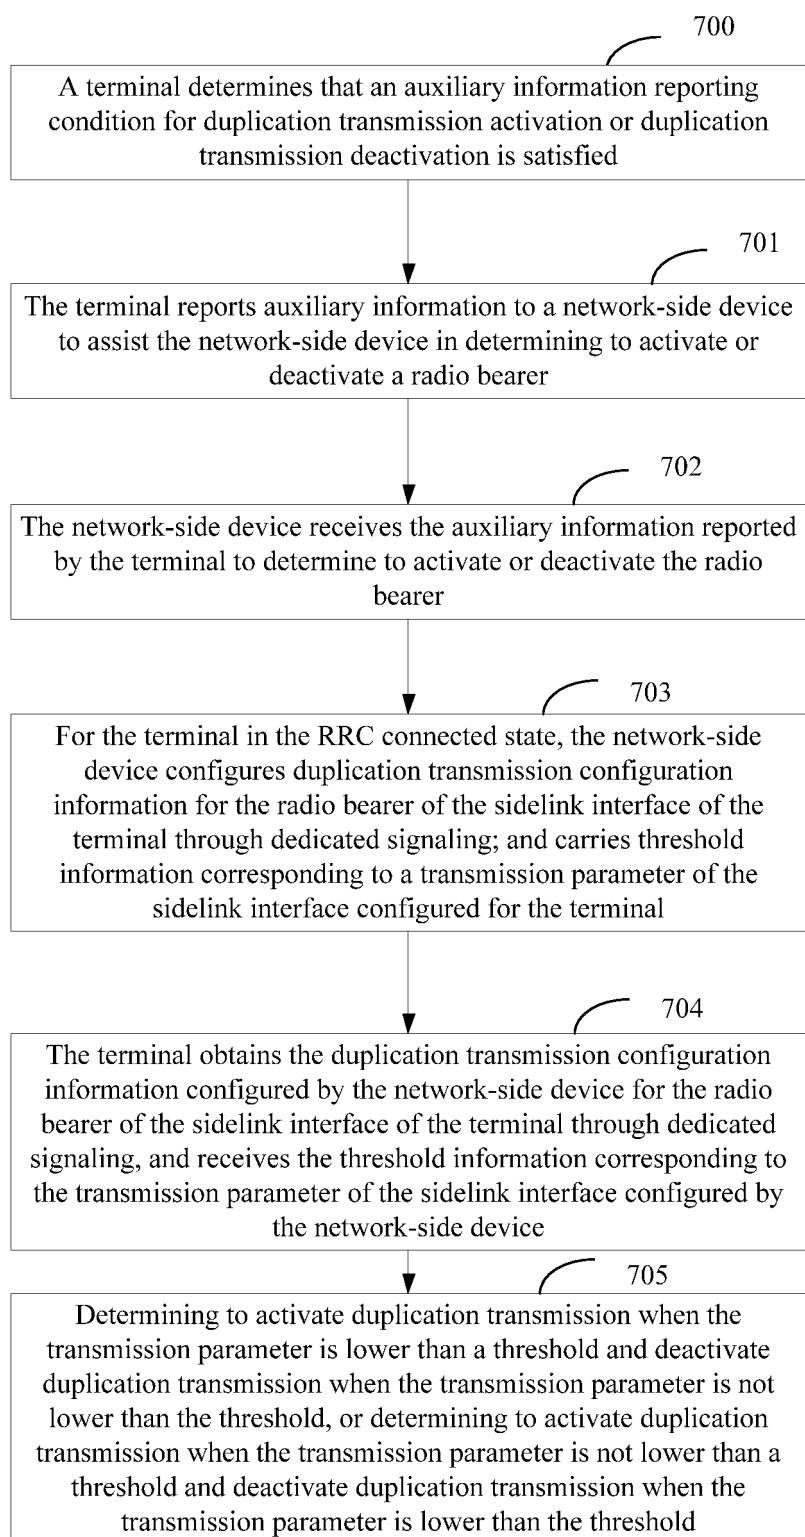 700
A terminal determines that an auxiliary information reporting
condition for duplication transmission activation or duplication
transmission deactivation is satisfied
701
The terminal reports auxiliary information to a network-side device
to assist the network-side device in determining to activate or
deactivate a radio bearer
702
The network-side device receives the auxiliary information reported
by the terminal to determine to activate or deactivate the radio
bearer
703
For the terminal in the RRC connected state, the network-side
device configures duplication transmission configuration
information for the radio bearer of the sidelink interface of the
terminal through dedicated signaling; and carries threshold
information corresponding to a transmission parameter of the
sidelink interface configured for the terminal
704
The terminal obtains the duplication transmission configuration
information configured by the network-side device for the radio
bearer of the sidelink interface of the terminal through dedicated
signaling, and receives the threshold information corresponding to
the transmission parameter of the sidelink interface configured by
the network-side device
705
Determining to activate duplication transmission when the
transmission parameter is lower than a threshold and deactivate
duplication transmission when the transmission parameter is not
lower than the threshold, or determining to activate duplication
transmission when the transmission parameter is not lower than a
threshold and deactivate duplication transmission when the
transmission parameter is lower than the threshold